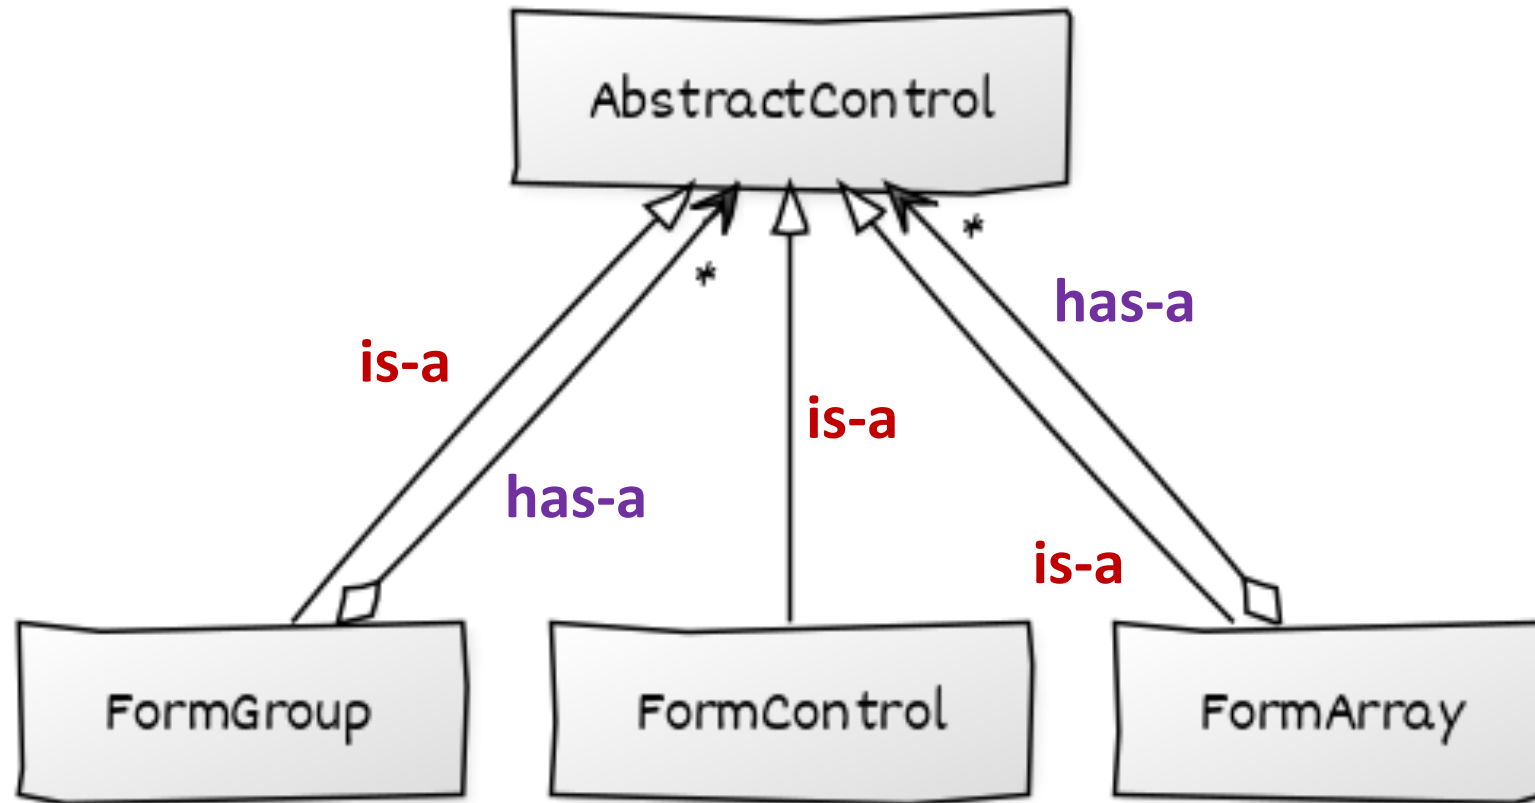 AbstractControl
*
*
has-a
is-a
is-a
has-a
is-a
FormGroup
FormControl
FormArray